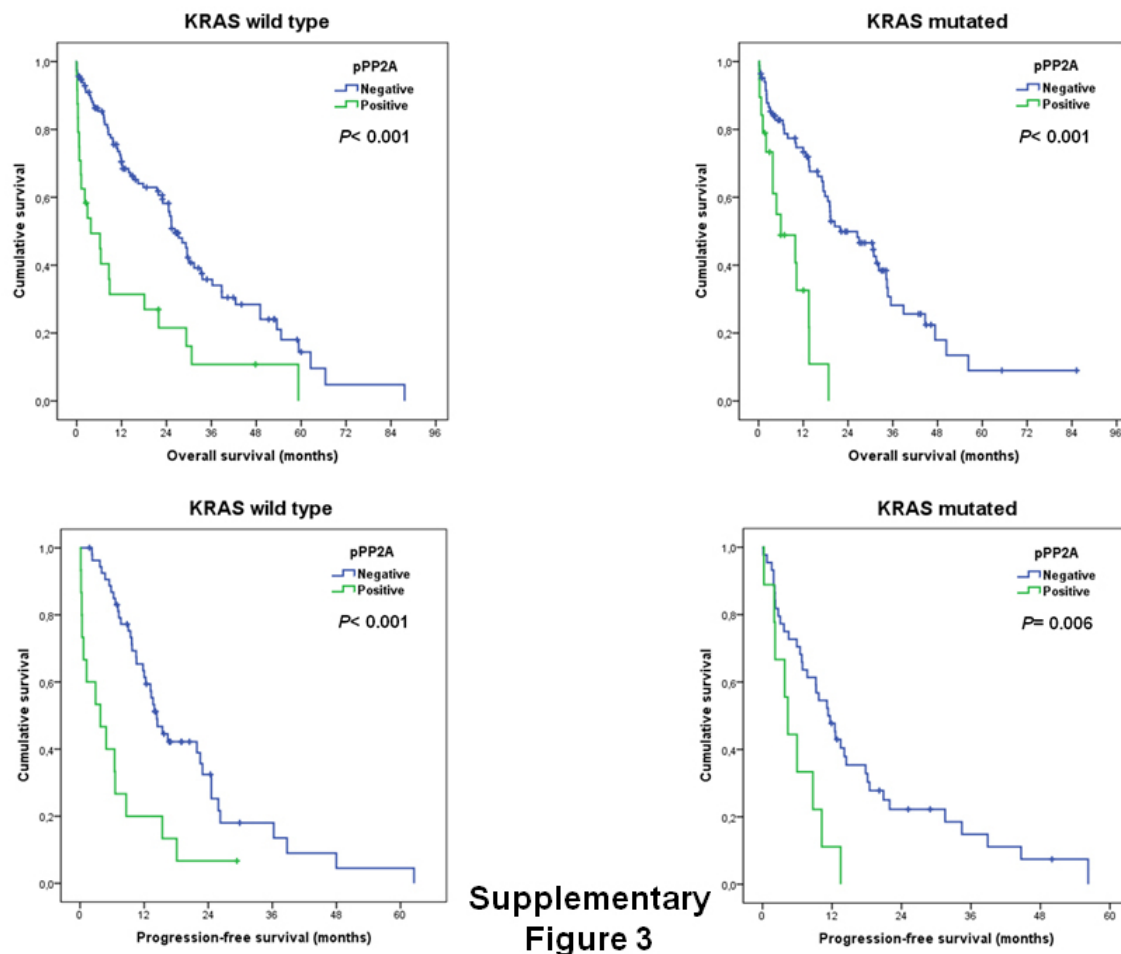 KRAS wild type
pPP2A
Negative
Positive
P< 0.001
Cumulative survival
1,0
0,8
0,6
0,4
0,2
0,0
0 12 24 36 48 60 72 84 96
Overall survival (months)
KRAS mutated
pPP2A
Negative
Positive
P< 0.001
Cumulative survival
1,0
0,8
0,6
0,4
0,2
0,0
0 12 24 36 48 60 72 84 96
Overall survival (months)
KRAS wild type
pPP2A
Negative
Positive
P< 0.001
Cumulative survival
1,0
0,8
0,6
0,4
0,2
0,0
0 12 24 36 48 60
Progression-free survival (months)
KRAS mutated
pPP2A
Negative
Positive
P= 0.006
Cumulative survival
1,0
0,8
0,6
0,4
0,2
0,0
0 12 24 36 48 60
Progression-free survival (months)
Supplementary
Figure 3